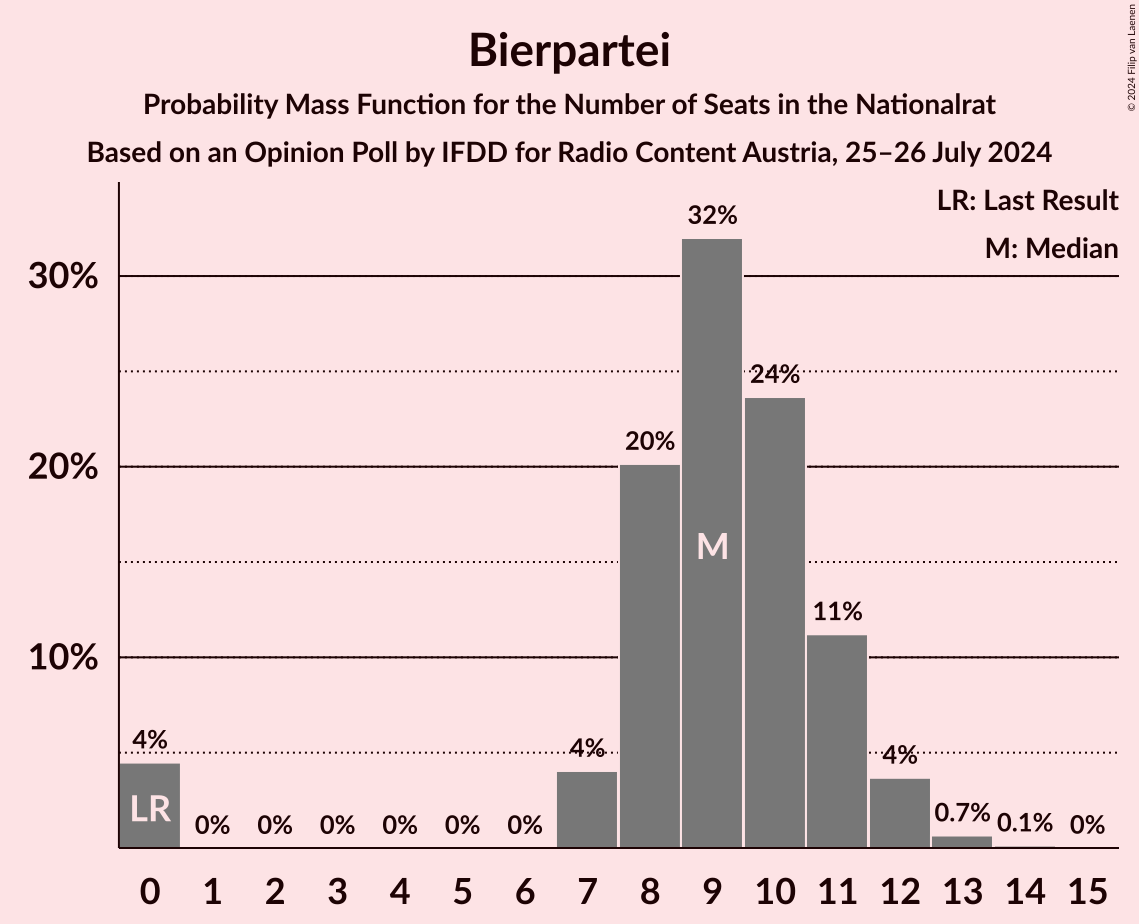 Bierpartei
Probability Mass Function for the Number of Seats in the Nationalrat
Based on an Opinion Poll by IFDD for Radio Content Austria, 25–26 July 2024
© 2024 Filip van Laenen
LR: Last Result
M: Median
32%
30%
24%
20%
20%
M
11%
10%
4%
4%
4%
LR
0%
0%
0%
0%
0%
0%
0.7%
0.1%
0%
0 1 2 3 4 5 6 7 8 9 10 11 12 13 14 15